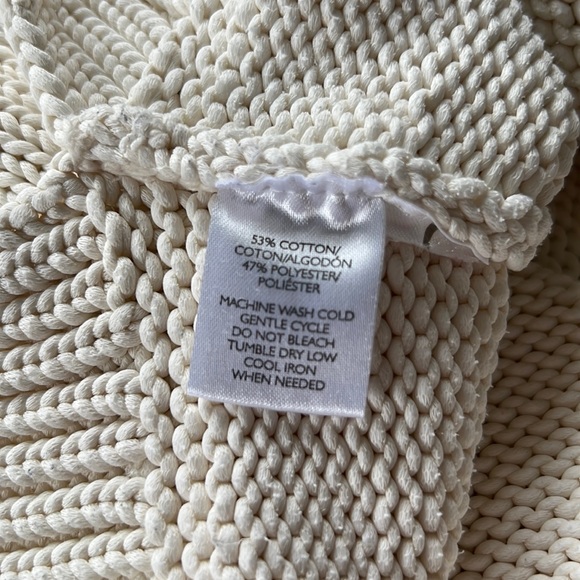 53% COTTON/
COTON/ALGODÓN
47% POLYESTER/
POLIÉSTER
MACHINE WASH COLD
GENTLE CYCLE
DO NOT BLEACH
TUMBLE DRY LOW
COOL IRON
WHEN NEEDED